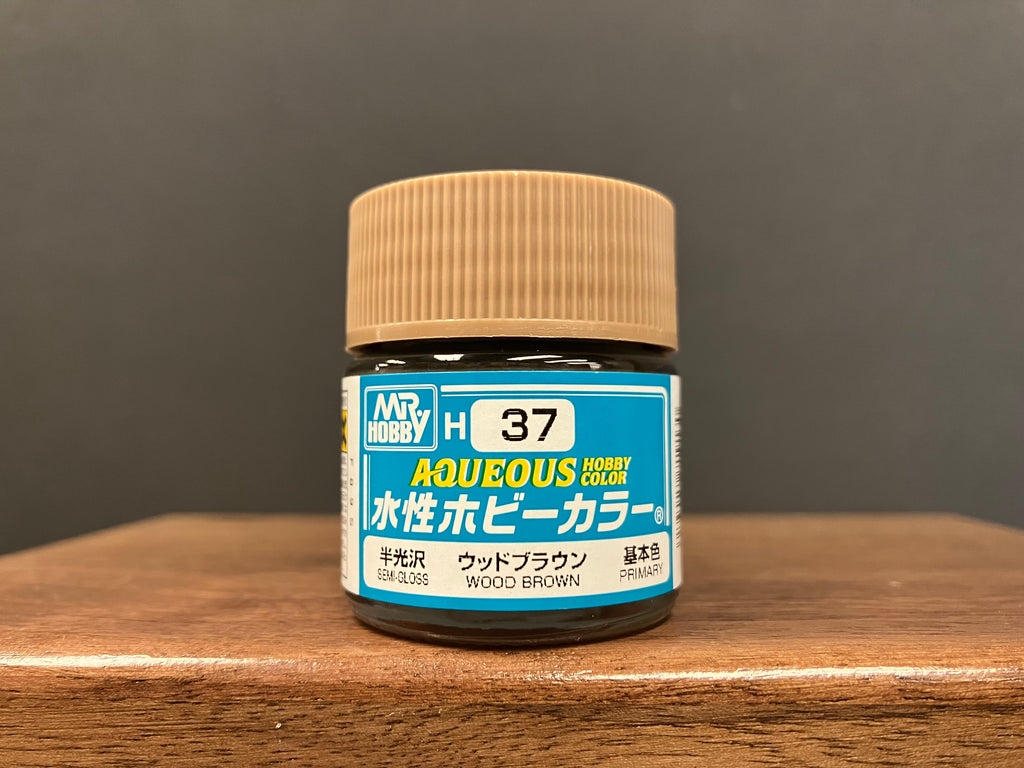 MR HOBBY
H 37
AQUEOUS HOBBY COLOR
水性ホビーカラー®
半光沢 ウッドブラウン 基本色
SEMI-GLOSS WOOD BROWN PRIMARY